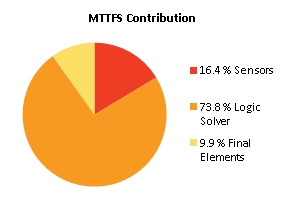 MTTFS Contribution
16.4 % Sensors
73.8 % Logic
Solver
9.9 % Final
Elements